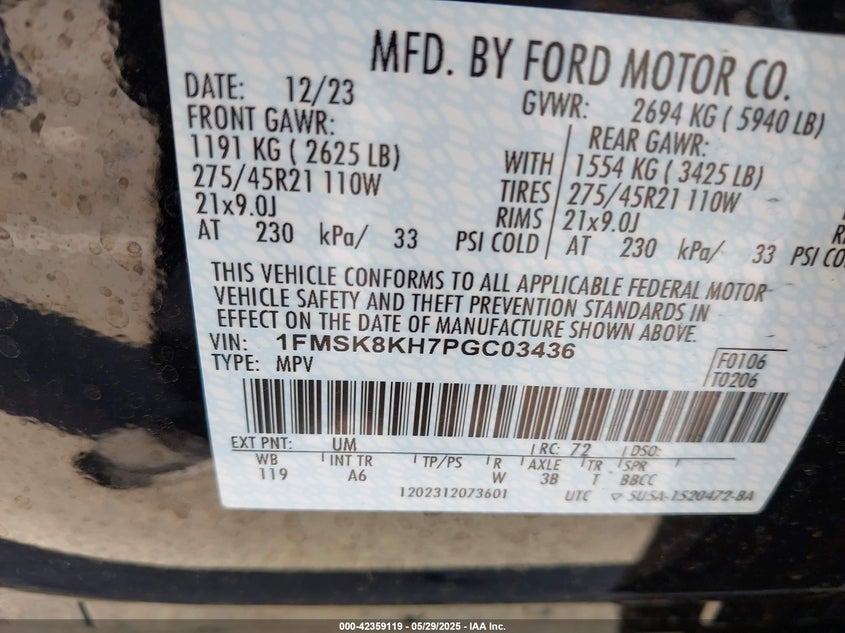 MFD. BY FORD MOTOR CO.
DATE: 12/23 GVWR: 2694 KG ( 5940 LB)
FRONT GAWR: REAR GAWR:
1191 KG ( 2625 LB) WITH 1554 KG ( 3425 LB)
275/45R21 110W TIRES 275/45R21 110W
21x9.0J RIMS 21x9.0J
AT 230 kPa/ 33 PSI COLD AT 230 kPa/ 33 PSI
THIS VEHICLE CONFORMS TO ALL APPLICABLE FEDERAL MOTOR
VEHICLE SAFETY AND THEFT PREVENTION STANDARDS IN
EFFECT ON THE DATE OF MANUFACTURE SHOWN ABOVE.
VIN: 1FMSK8KH7PGC03436
TYPE: MPV
F0106
T0206
EXT PNT: UM RC: 72 DSO:
WB INT TR TP/PS R AXLE TR SPR
119 A6 W 3B T BBCC
1202312073601 UTC ▽ SUSA-1520472-BA
000-42359119 - 05/29/2025 - IAA Inc.